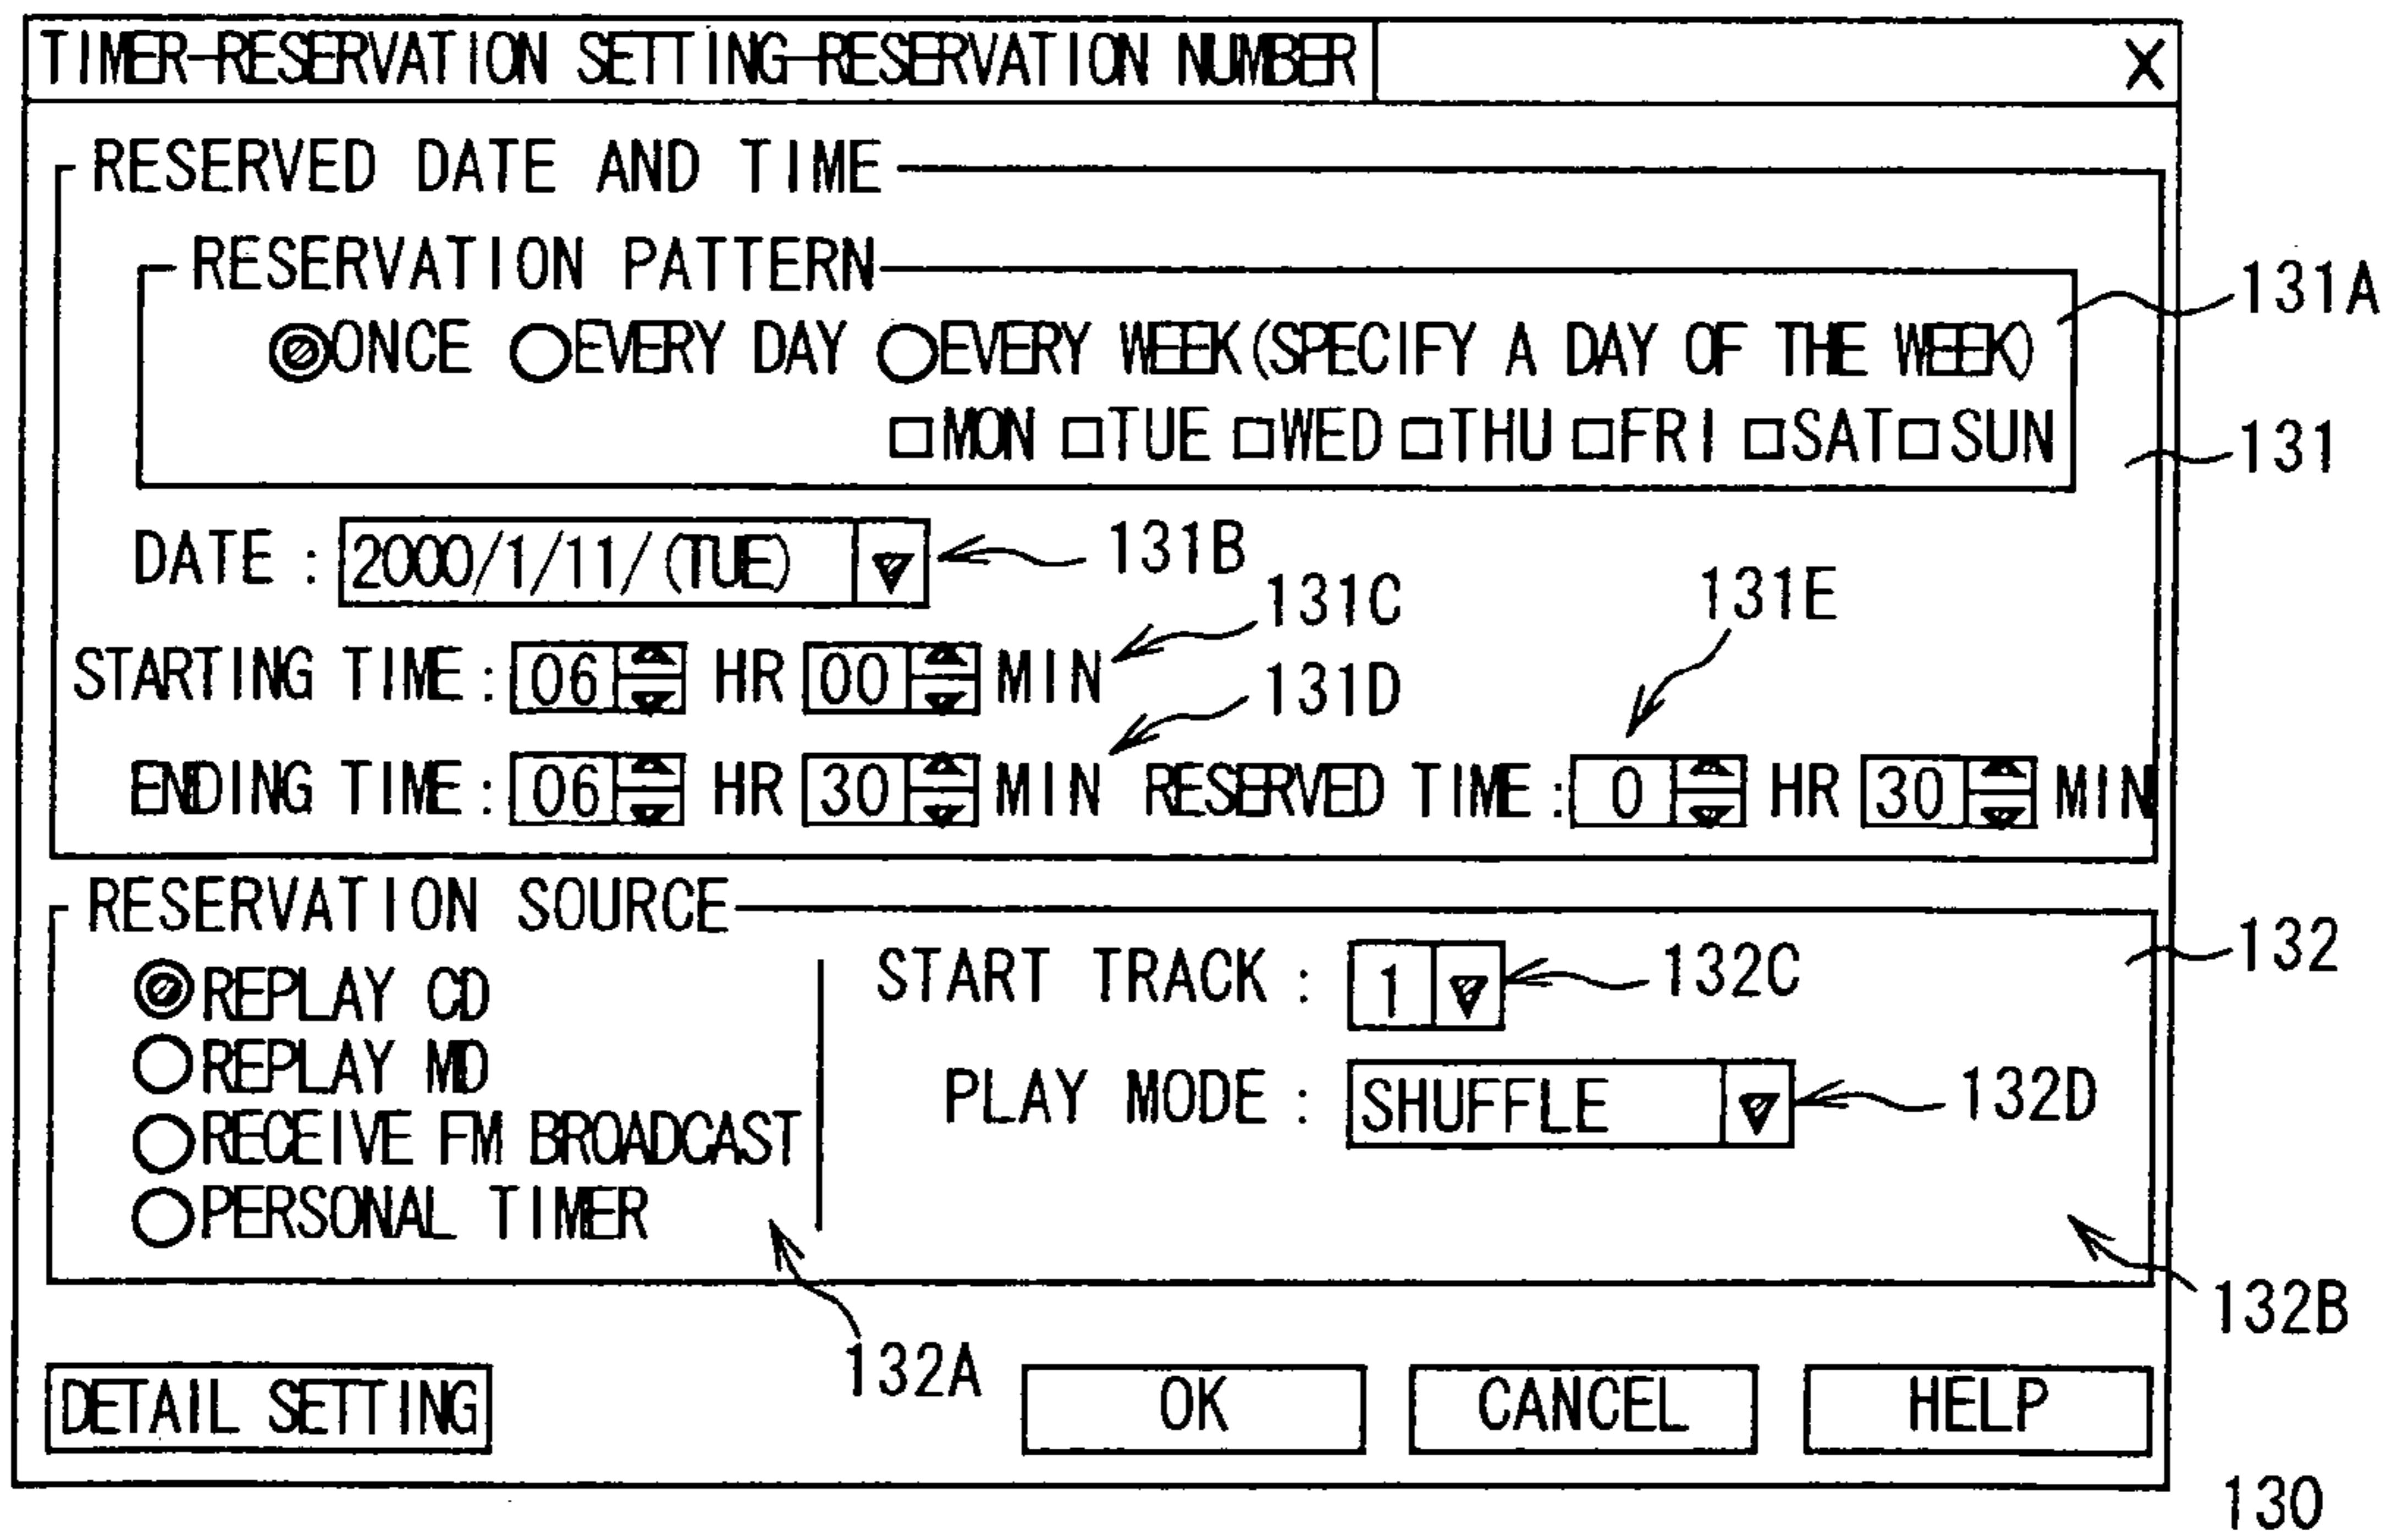 TIMER-RESERVATION SETTING-RESERVATION NUMBER X
RESERVED DATE AND TIME
RESERVATION PATTERN
131A
ONCE EVERY DAY EVERY WEEK(SPECIFY A DAY OF THE WEEK)
MON TUE WED THU FRI SAT SUN
131
DATE : 2000/1/11/(TUE)
131B
131C
131E
STARTING TIME: 06 HR 00 MIN
131D
ENDING TIME: 06 HR 30 MIN RESERVED TIME: 0 HR 30 MIN
RESERVATION SOURCE
132
REPLAY CD
START TRACK : 1
132C
REPLAY MD
PLAY MODE : SHUFFLE
132D
RECEIVE FM BROADCAST
PERSONAL TIMER
132B
132A
DETAIL SETTING OK CANCEL HELP
130